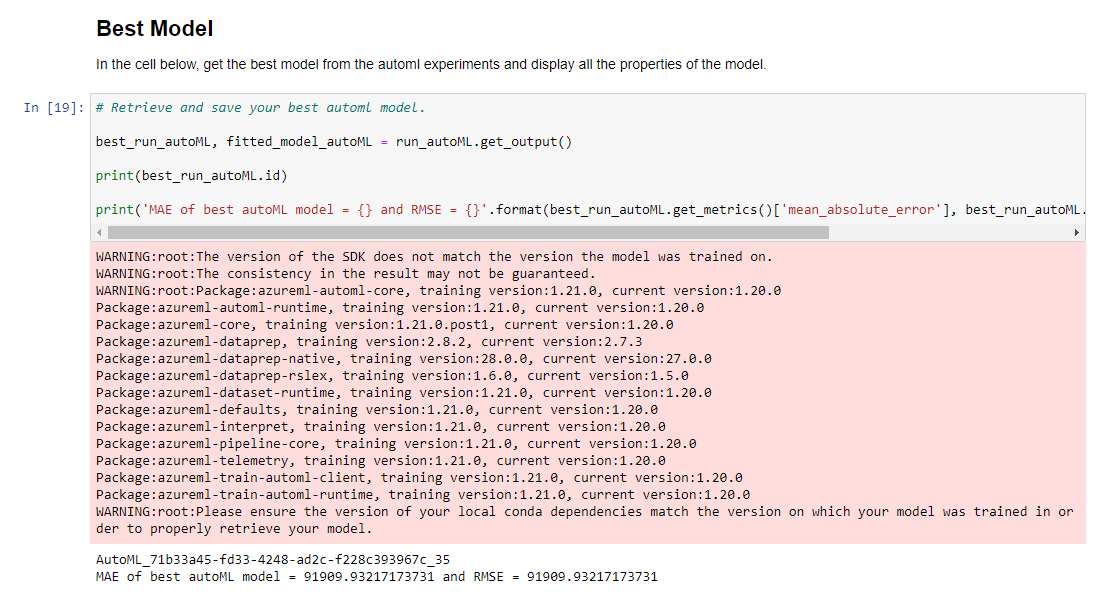 Best Model
In the cell below, get the best model from the automl experiments and display all the properties of the model.
In [19]:
# Retrieve and save your best automl model.
best_run_autoML, fitted_model_autoML = run_autoML.get_output()
print(best_run_autoML.id)
print('MAE of best autoML model = {} and RMSE = {}'.format(best_run_autoML.get_metrics()['mean_absolute_error'], best_run_autoML.
WARNING:root:The version of the SDK does not match the version the model was trained on.
WARNING:root:The consistency in the result may not be guaranteed.
WARNING:root:Package:azureml-automl-core, training version:1.21.0, current version:1.20.0
Package:azureml-automl-runtime, training version:1.21.0, current version:1.20.0
Package:azureml-core, training version:1.21.0.post1, current version:1.20.0
Package:azureml-dataprep, training version:2.8.2, current version:2.7.3
Package:azureml-dataprep-native, training version:28.0.0, current version:27.0.0
Package:azureml-dataprep-rslex, training version:1.6.0, current version:1.5.0
Package:azureml-dataset-runtime, training version:1.21.0, current version:1.20.0
Package:azureml-defaults, training version:1.21.0, current version:1.20.0
Package:azureml-interpret, training version:1.21.0, current version:1.20.0
Package:azureml-pipeline-core, training version:1.21.0, current version:1.20.0
Package:azureml-telemetry, training version:1.21.0, current version:1.20.0
Package:azureml-train-automl-client, training version:1.21.0, current version:1.20.0
Package:azureml-train-automl-runtime, training version:1.21.0, current version:1.20.0
WARNING:root:Please ensure the version of your local conda dependencies match the version on which your model was trained in or
der to properly retrieve your model.
AutoML_71b33a45-fd33-4248-ad2c-f228c393967c_35
MAE of best autoML model = 91909.93217173731 and RMSE = 91909.93217173731